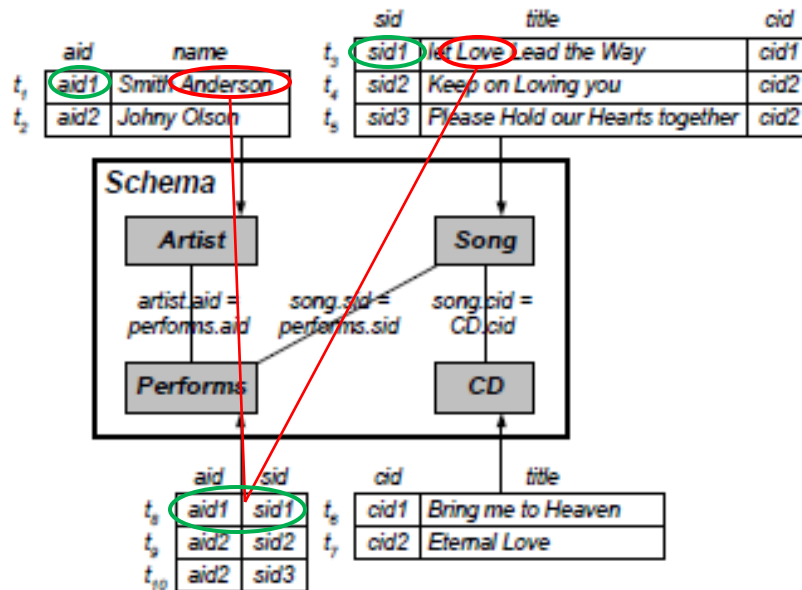 sid title cid
aid name
t3 sid1 let Love Lead the Way cid1
t1 aid1 Smith Anderson
t4 sid2 Keep on Loving you cid2
t2 aid2 Johny Olson
t5 sid3 Please Hold our Hearts together cid2
Schema
Artist Song
artist.aid = song.sid = song.cid =
performs.aid performs.sid CD.cid
Performs CD
aid sid cid title
t8 aid1 sid1 t6 cid1 Bring me to Heaven
t9 aid2 sid2 t7 cid2 Eternal Love
t10 aid2 sid3